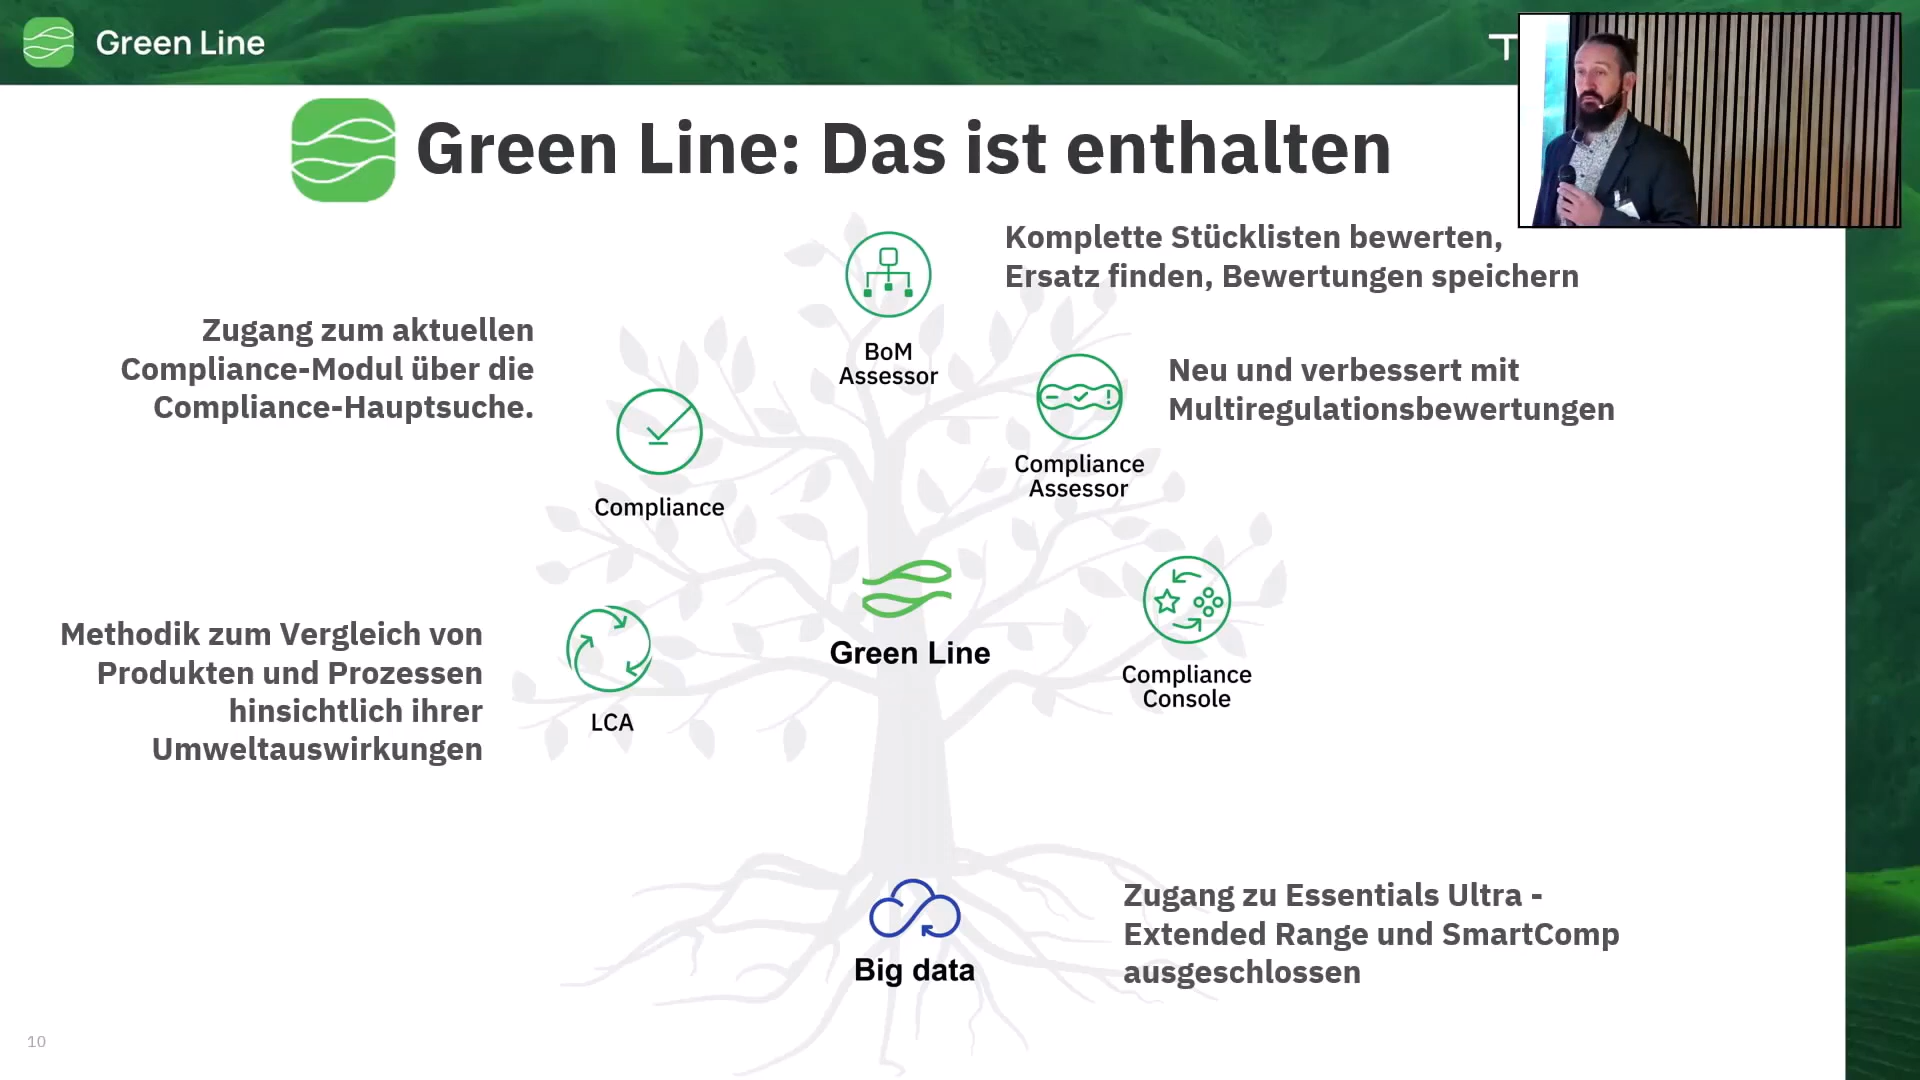 Green Line
T
Green Line: Das ist enthalten
Komplette Stücklisten bewerten,
Ersatz finden, Bewertungen speichern
BoM
Assessor
Zugang zum aktuellen
Compliance-Modul über die
Compliance-Hauptsuche.
Compliance
Neu und verbessert mit
Multiregulationsbewertungen
Compliance
Assessor
Methodik zum Vergleich von
Produkten und Prozessen
hinsichtlich ihrer
Umweltauswirkungen
LCA
Green Line
Compliance
Console
Big data
Zugang zu Essentials Ultra -
Extended Range und SmartComp
ausgeschlossen
10